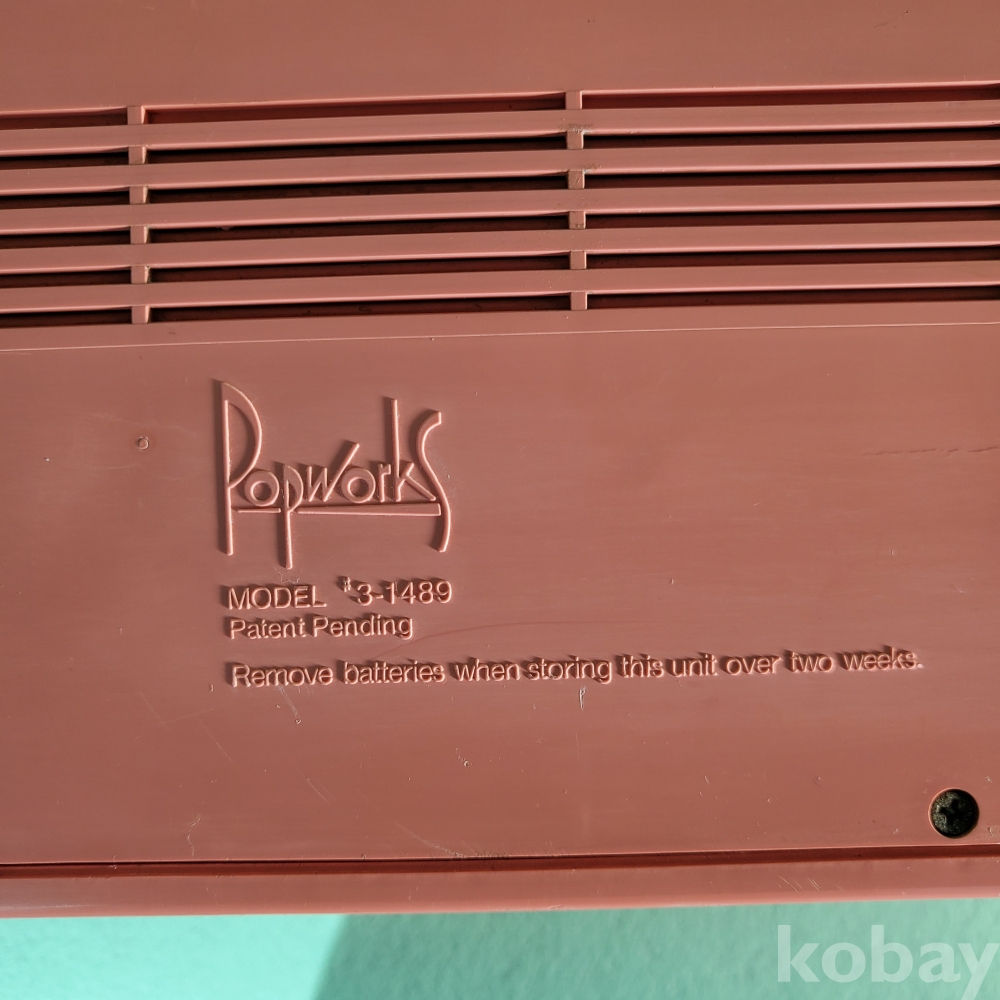 PopworkS
MODEL #3-1489
Patent Pending
Remove batteries when storing this unit over two weeks.
kobay